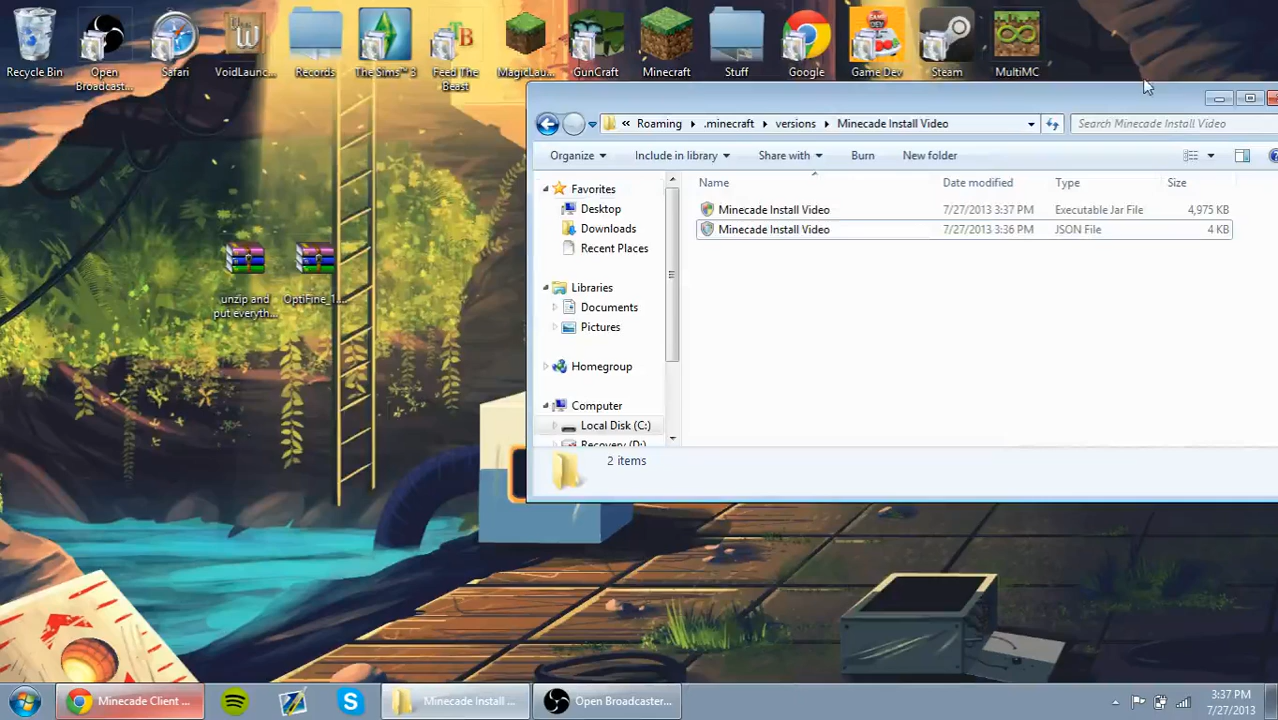 Recycle Bin
Open
Broadcast...
Safari
VoidLaunc...
Records
The Sims™ 3
Feed The
Beast
MagicLau...
GunCraft
Minecraft
Stuff
Google
Game Dev
Steam
MultiMC
unzip and
put everyth...
OptiFine_1...
« Roaming .minecraft versions Minecade Install Video
Search Minecade Install Video
Organize
Include in library
Share with
Burn
New folder
Name Date modified Type Size
Minecade Install Video 7/27/2013 3:37 PM Executable Jar File 4,975 KB
Minecade Install Video 7/27/2013 3:36 PM JSON File 4 KB
Favorites
Desktop
Downloads
Recent Places
Libraries
Documents
Pictures
Homegroup
Computer
Local Disk (C:)
Recovery (D:)
2 items
Minecade Client ...
Minecade Install ...
Open Broadcaster...
3:37 PM
7/27/2013